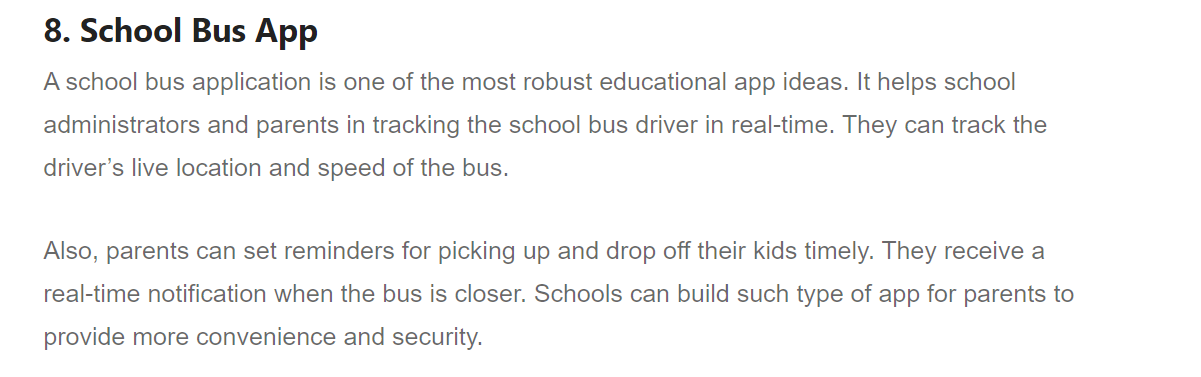 8. School Bus App
A school bus application is one of the most robust educational app ideas. It helps school
administrators and parents in tracking the school bus driver in real-time. They can track the
driver’s live location and speed of the bus.
Also, parents can set reminders for picking up and drop off their kids timely. They receive a
real-time notification when the bus is closer. Schools can build such type of app for parents to
provide more convenience and security.